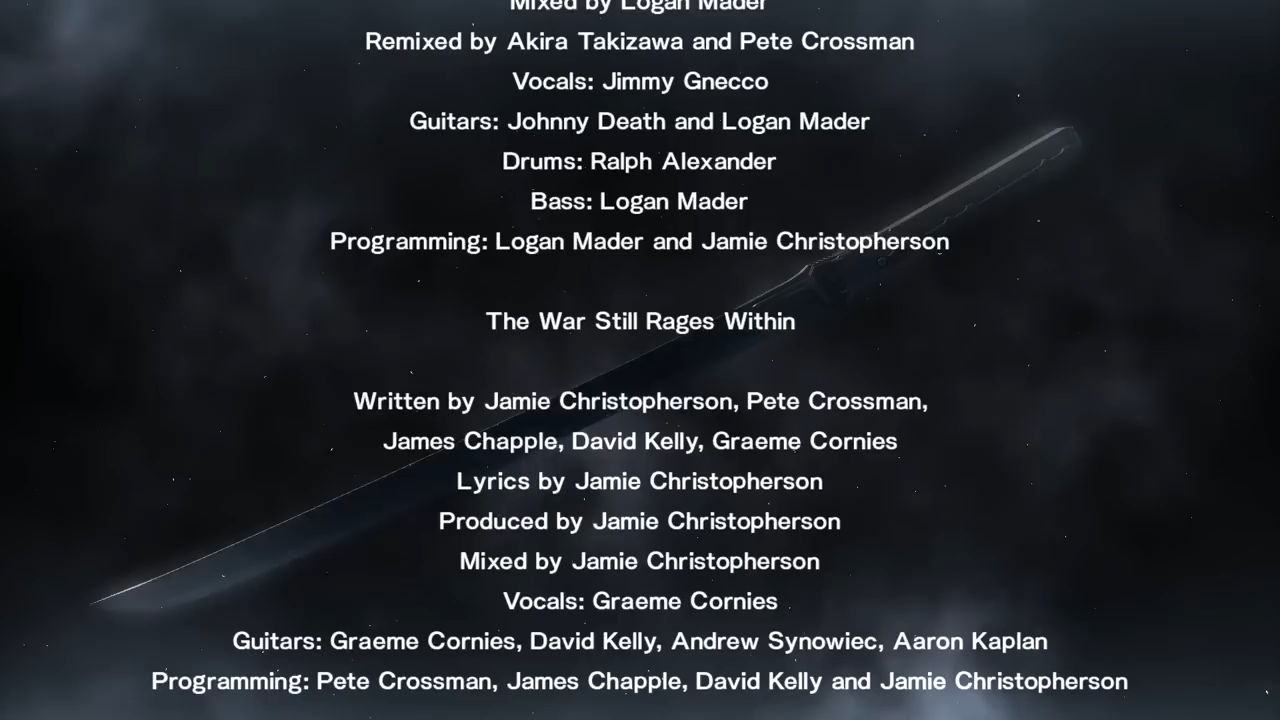 Mixed by Logan Mader
Remixed by Akira Takizawa and Pete Crossman
Vocals: Jimmy Gnecco
Guitars: Johnny Death and Logan Mader
Drums: Ralph Alexander
Bass: Logan Mader
Programming: Logan Mader and Jamie Christopherson
The War Still Rages Within
Written by Jamie Christopherson, Pete Crossman,
James Chapple, David Kelly, Graeme Cornies
Lyrics by Jamie Christopherson
Produced by Jamie Christopherson
Mixed by Jamie Christopherson
Vocals: Graeme Cornies
Guitars: Graeme Cornies, David Kelly, Andrew Synowiec, Aaron Kaplan
Programming: Pete Crossman, James Chapple, David Kelly and Jamie Christopherson